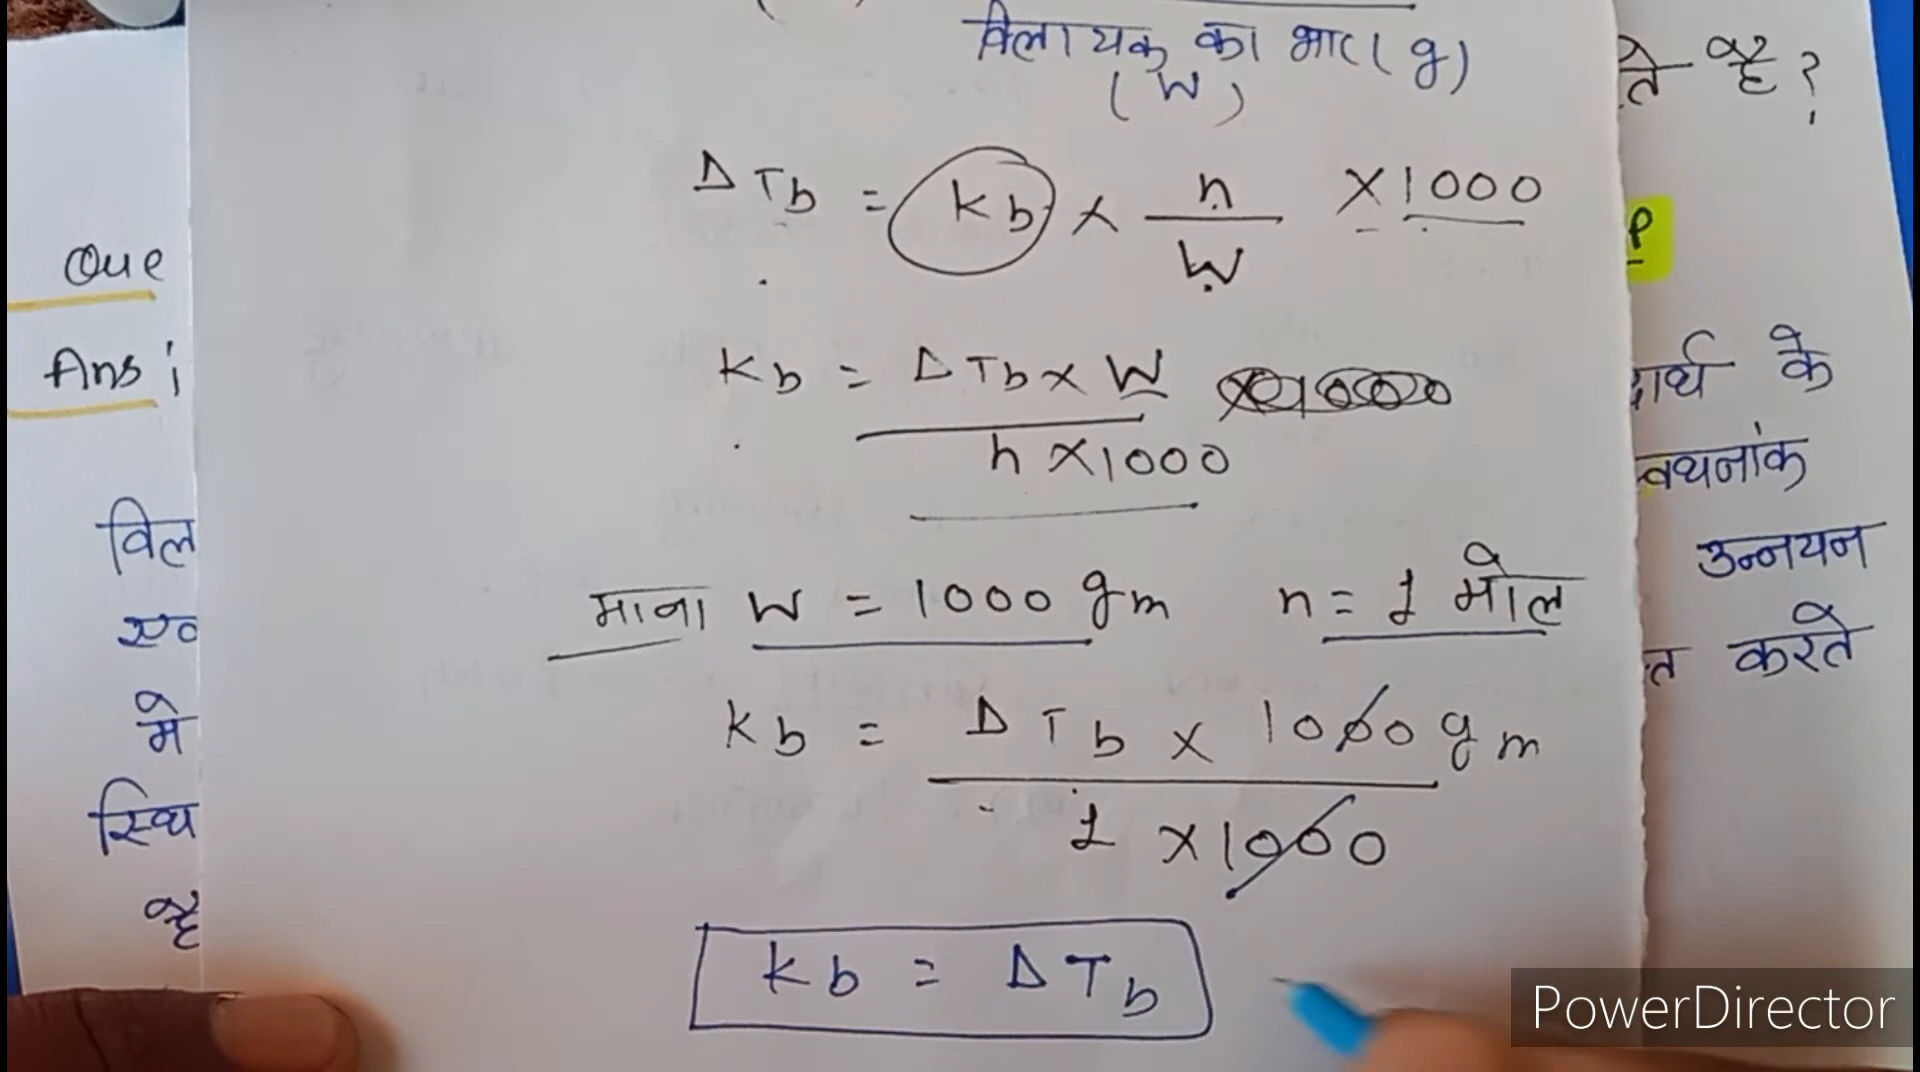 विलायक का भार (g)
(W)
ΔTb = Kb × n/W × 1000
Kb = ΔTb × W / n × 1000
माना W = 1000 gm n = 1 मोल
Kb = ΔTb × 1000 gm / 1 × 1000
Kb = ΔTb
Que
Ans :
विल
एव
मे
स्थि
है
ते है?
P
दार्थ के
क्वथनांक
उन्नयन
त करते
PowerDirector